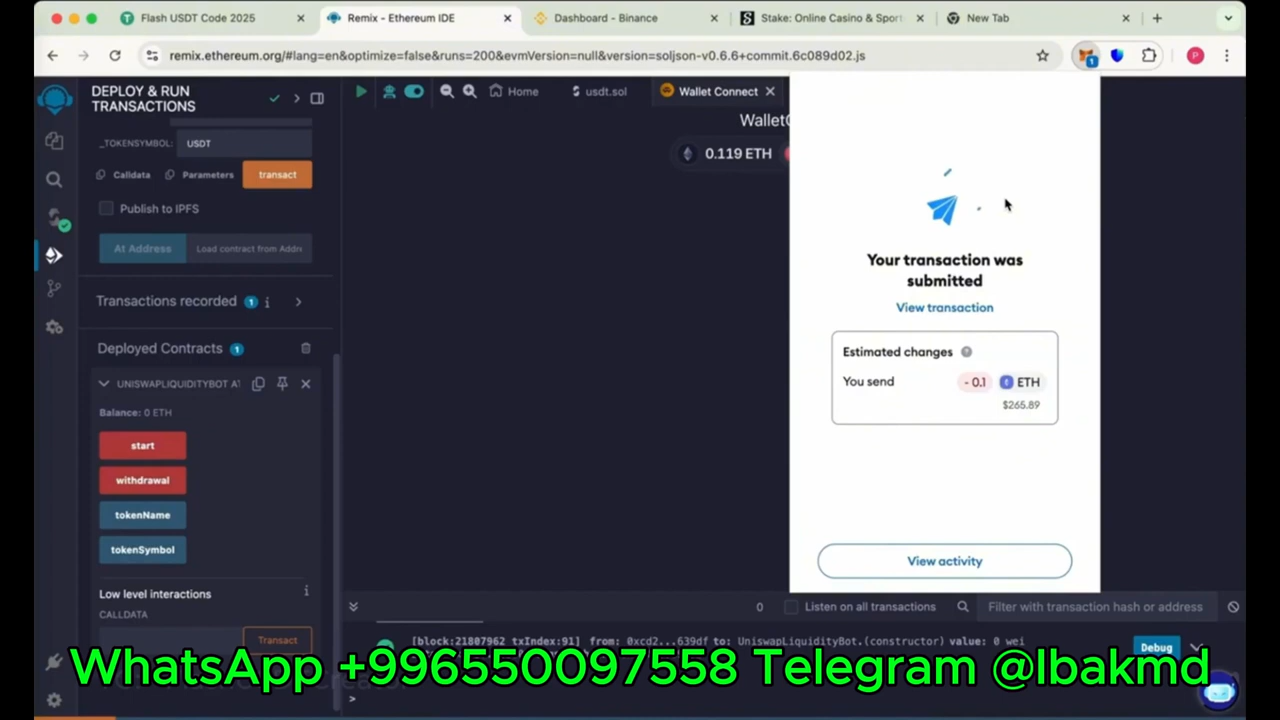 Flash USDT Code 2025
Remix - Ethereum IDE
Dashboard - Binance
Stake: Online Casino & Sport
New Tab
remix.ethereum.org/#lang=en&optimize=false&runs=200&evmVersion=null&version=soljson-v0.6.6+commit.6c089d02.js
1
P
DEPLOY & RUN
TRANSACTIONS
Home
usdt.sol
Wallet Connect
_TOKENSYMBOL:
USDT
Calldata
Parameters
transact
Publish to IPFS
At Address
Load contract from Addre
Transactions recorded 1 i
Deployed Contracts 1
UNISWAPLIQUIDITYBOT AT
Balance: 0 ETH
start
withdrawal
tokenName
tokenSymbol
Low level interactions
i
CALLDATA
Transact
0.119 ETH
Your transaction was
submitted
View transaction
Estimated changes
You send
- 0.1
ETH
$265.89
View activity
0
Listen on all transactions
Filter with transaction hash or address
[block:21807962 txIndex:91] from: 0xcd2...639df to: UniswapLiquidityBot.(constructor) value: 0 wei
Debug
WhatsApp +996550097558 Telegram @lbakmd
>